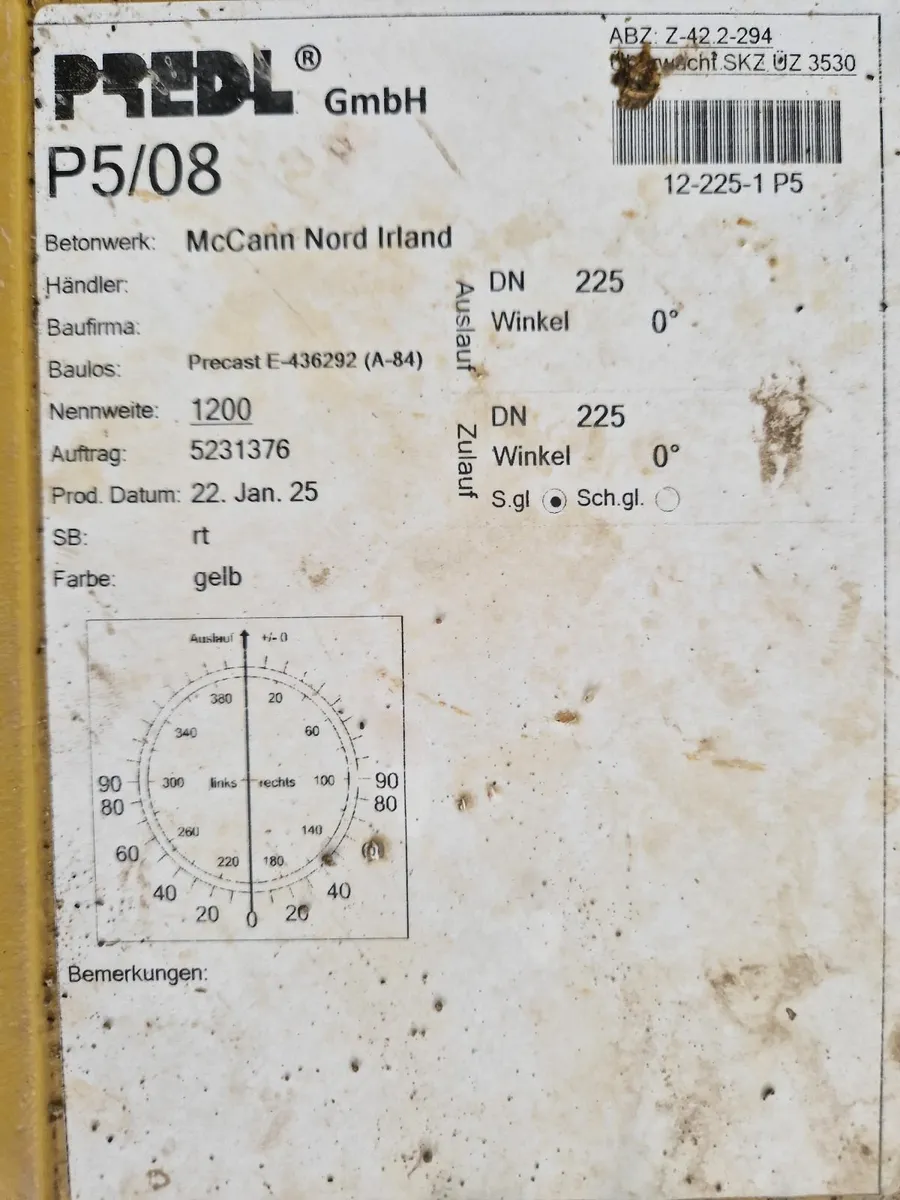 PREDL® GmbH
ABZ: Z-42.2-294
Überwacht SKZ ÜZ 3530
P5/08
12-225-1 P5
Betonwerk: McCann Nord Irland
Händler:
Baufirma:
Baulos: Precast E-436292 (A-84)
Nennweite: 1200
Auftrag: 5231376
Prod. Datum: 22. Jan. 25
SB: rt
Farbe: gelb
Auslauf
DN 225
Winkel 0°
Zulauf
DN 225
Winkel 0°
S.gl Sch.gl.
Auslauf +/- 0
380 20
340 60
90 300 links rechts 100 90
80 80
260 140
60
220 180
40 40
20 0 20
Bemerkungen: